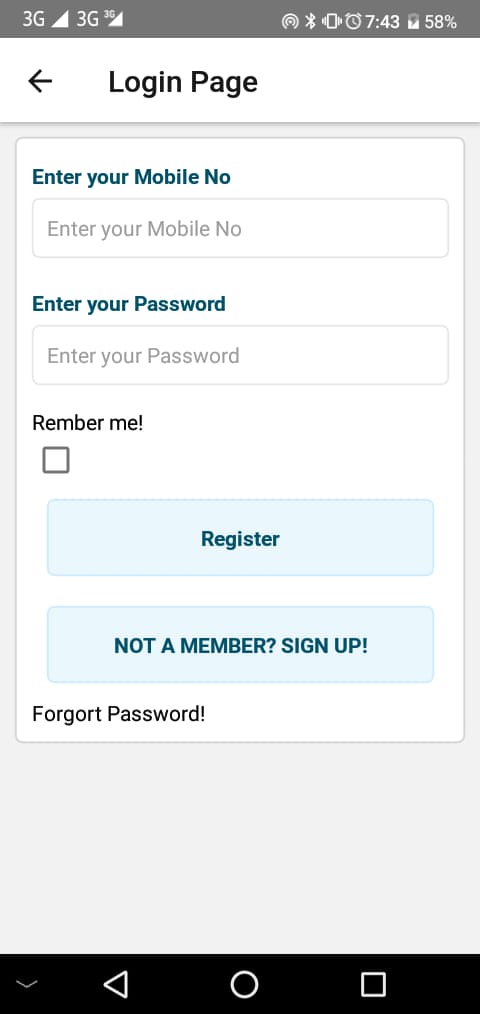 3G 3G 3G 7:43 58%
Login Page
Enter your Mobile No
Enter your Mobile No
Enter your Password
Enter your Password
Rember me!
Register
NOT A MEMBER? SIGN UP!
Forgort Password!